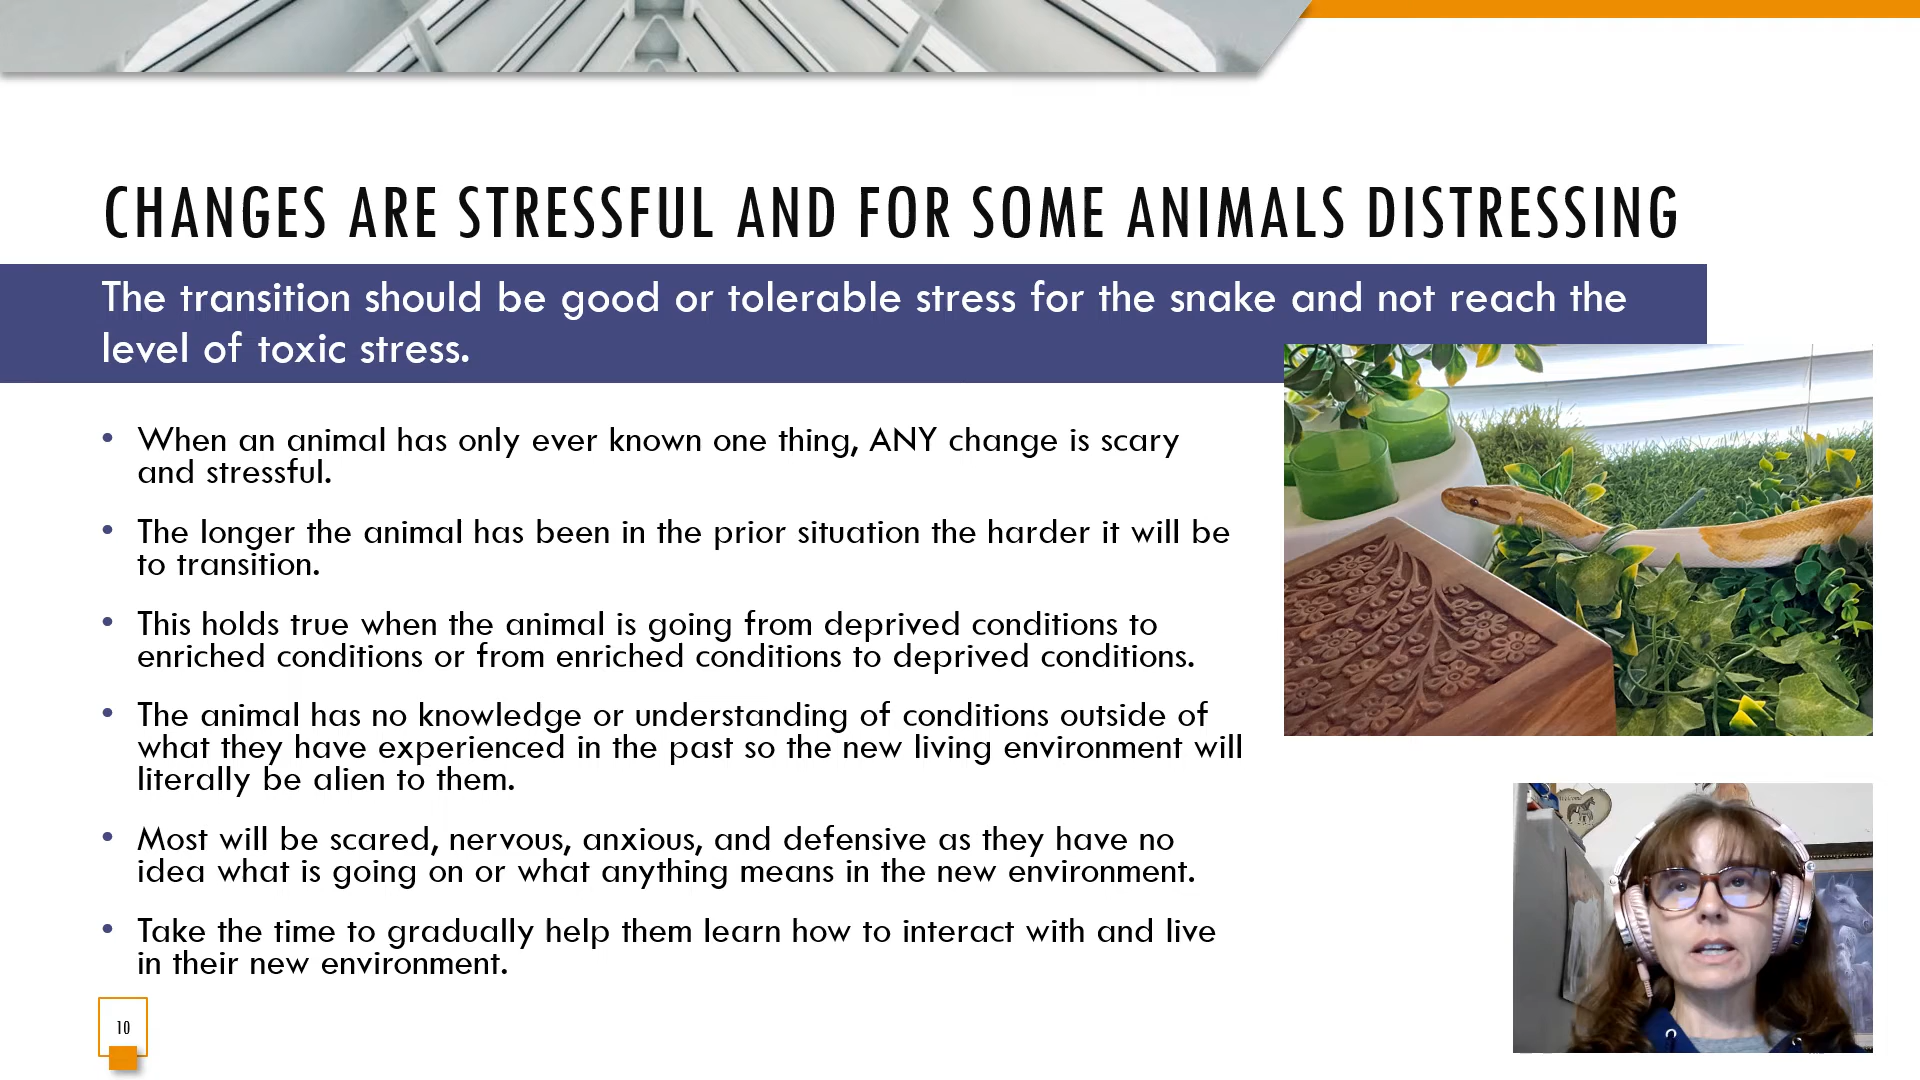 CHANGES ARE STRESSFUL AND FOR SOME ANIMALS DISTRESSING
The transition should be good or tolerable stress for the snake and not reach the
level of toxic stress.
• When an animal has only ever known one thing, ANY change is scary
and stressful.
• The longer the animal has been in the prior situation the harder it will be
to transition.
• This holds true when the animal is going from deprived conditions to
enriched conditions or from enriched conditions to deprived conditions.
• The animal has no knowledge or understanding of conditions outside of
what they have experienced in the past so the new living environment will
literally be alien to them.
• Most will be scared, nervous, anxious, and defensive as they have no
idea what is going on or what anything means in the new environment.
• Take the time to gradually help them learn how to interact with and live
in their new environment.
10